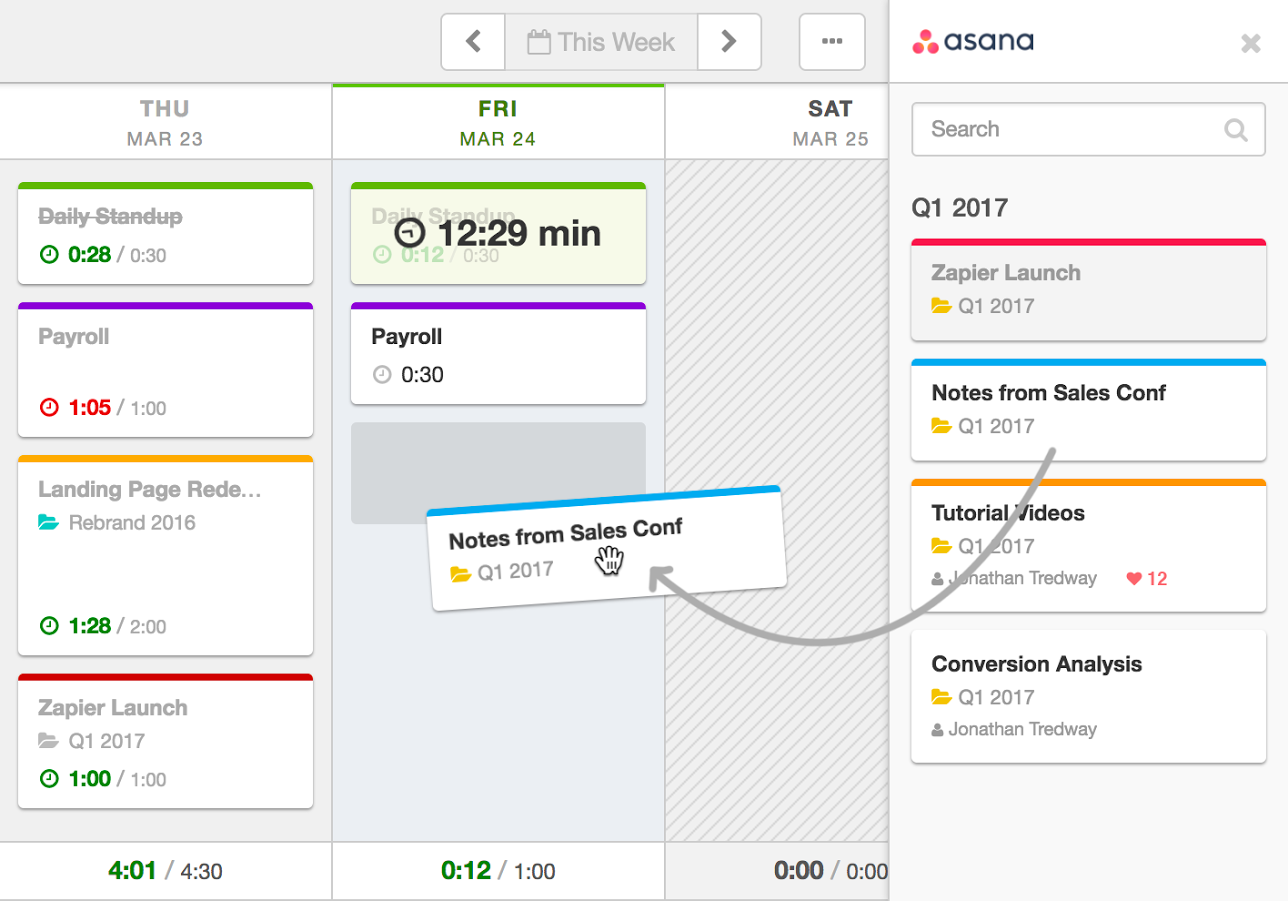 This Week
asana
THU
MAR 23
FRI
MAR 24
SAT
MAR 25
Daily Standup
0:28 / 0:30
Payroll
1:05 / 1:00
Landing Page Rede...
Rebrand 2016
1:28 / 2:00
Zapier Launch
Q1 2017
1:00 / 1:00
4:01 / 4:30
Daily Standup
12:29 min
0:12 / 0:30
Payroll
0:30
Notes from Sales Conf
Q1 2017
0:12 / 1:00
0:00 / 0:00
Search
Q1 2017
Zapier Launch
Q1 2017
Notes from Sales Conf
Q1 2017
Tutorial Videos
Q1 2017
Jonathan Tredway 12
Conversion Analysis
Q1 2017
Jonathan Tredway